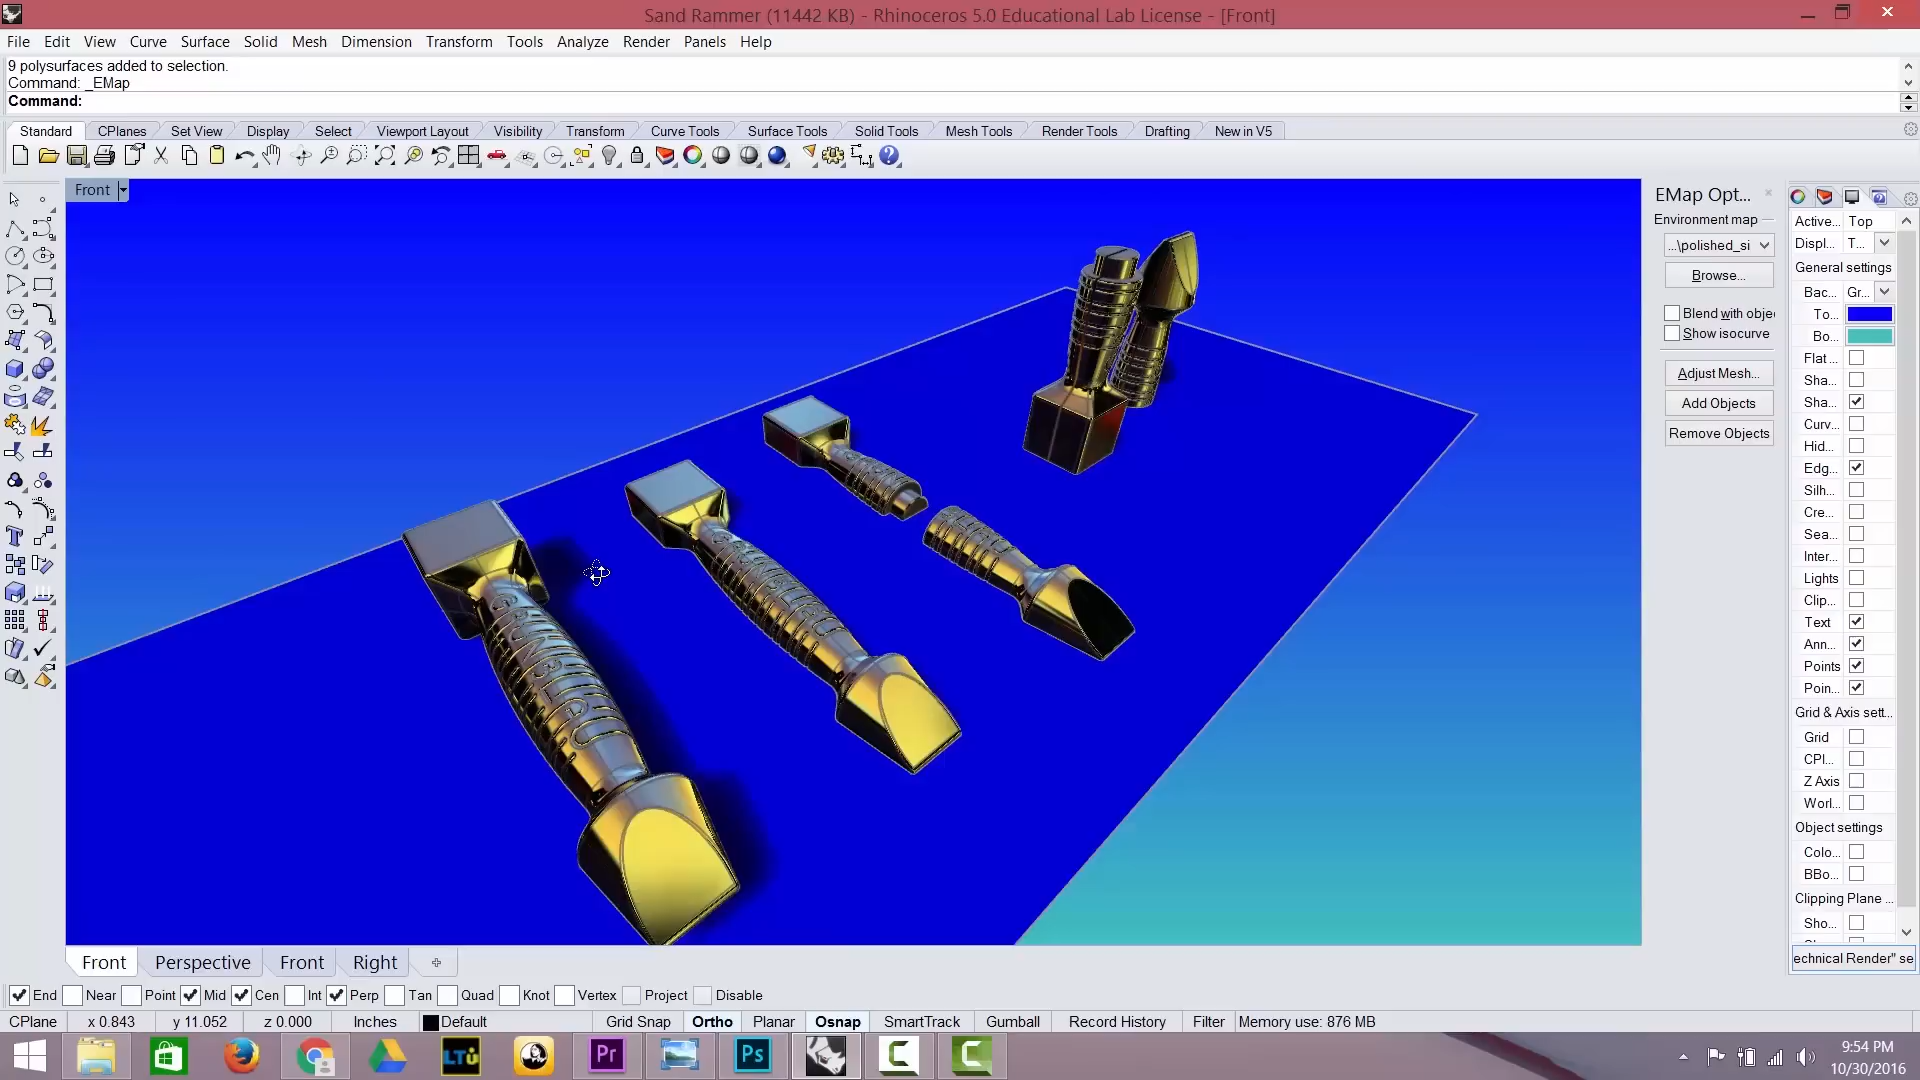 Sand Rammer (11442 KB) - Rhinoceros 5.0 Educational Lab License - [Front]
File Edit View Curve Surface Solid Mesh Dimension Transform Tools Analyze Render Panels Help
9 polysurfaces added to selection.
Command: _EMap
Command:
Standard CPlanes Set View Display Select Viewport Layout Visibility Transform Curve Tools Surface Tools Solid Tools Mesh Tools Render Tools Drafting New in V5
Front
EMap Opt...
Environment map
...\polished_si
Browse...
Blend with obje
Show isocurve
Adjust Mesh...
Add Objects
Remove Objects
Active... Top
Displ... T...
General settings
Bac... Gr...
To...
Bo...
Flat ...
Sha...
Sha...
Curv...
Hid...
Edg...
Silh...
Cre...
Sea...
Inter...
Lights
Clip...
Text
Ann...
Points
Poin...
Grid & Axis sett...
Grid
CPl...
Z Axis
Worl...
Object settings
Colo...
BBo...
Clipping Plane ...
Sho...
echnical Render" se
Front Perspective Front Right
End Near Point Mid Cen Int Perp Tan Quad Knot Vertex Project Disable
CPlane x 0.843 y 11.052 z 0.000 Inches Default Grid Snap Ortho Planar Osnap SmartTrack Gumball Record History Filter Memory use: 876 MB
LTü
Pr
Ps
9:54 PM
10/30/2016